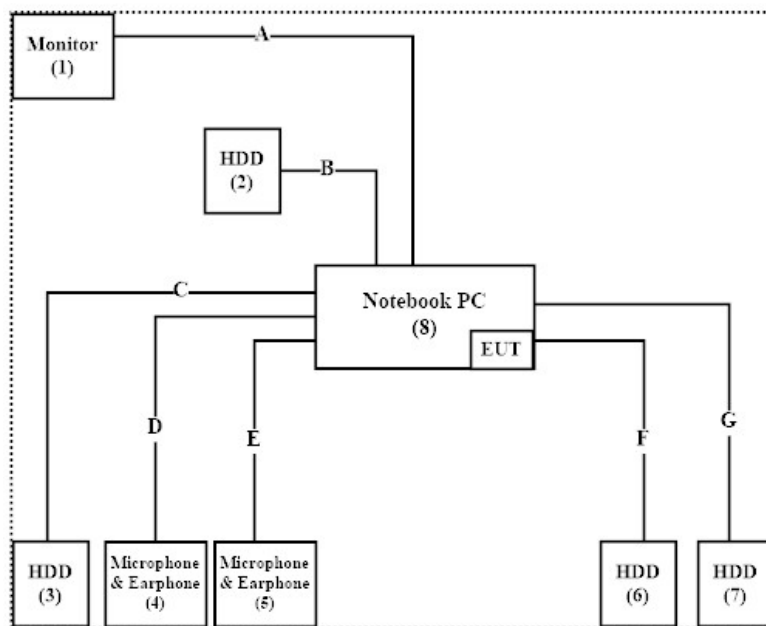 Monitor
(1)
A
HDD
(2)
B
Notebook PC
(8)
EUT
C
D
E
F
G
HDD
(3)
Microphone
& Earphone
(4)
Microphone
& Earphone
(5)
HDD
(6)
HDD
(7)